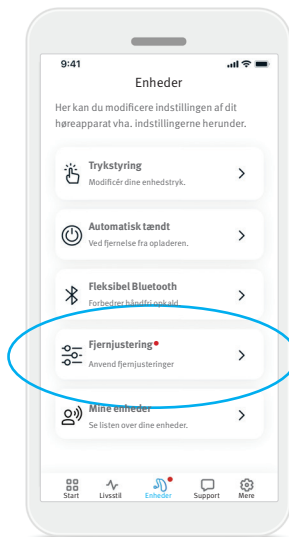 9:41
Enheder
Her kan du modificere indstillingen af dit
høreapparat vha. indstillingerne herunder.
Trykstyring
Modificér dine enhedstryk.
Automatisk tændt
Ved fjernelse fra opladeren.
Fleksibel Bluetooth
Forbedrer håndfri opkald
Fjernjustering
Anvend fjernjusteringer
Mine enheder
Se listen over dine enheder.
Start Livsstil Enheder Support Mere